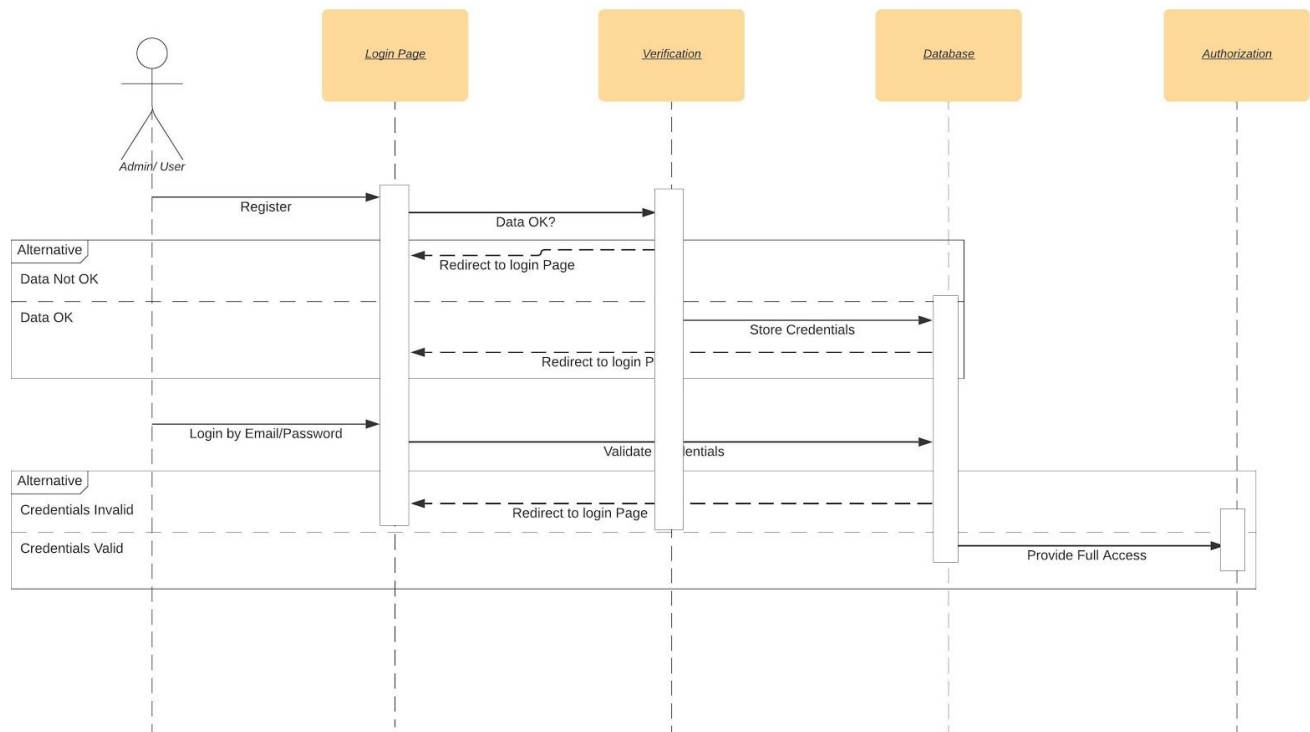 Login Page
Verification
Database
Authorization
Admin/ User
Register
Data OK?
Alternative
Redirect to login Page
Data Not OK
Data OK
Store Credentials
Redirect to login P
Login by Email/Password
Validate dentials
Alternative
Credentials Invalid
Redirect to login Page
Credentials Valid
Provide Full Access